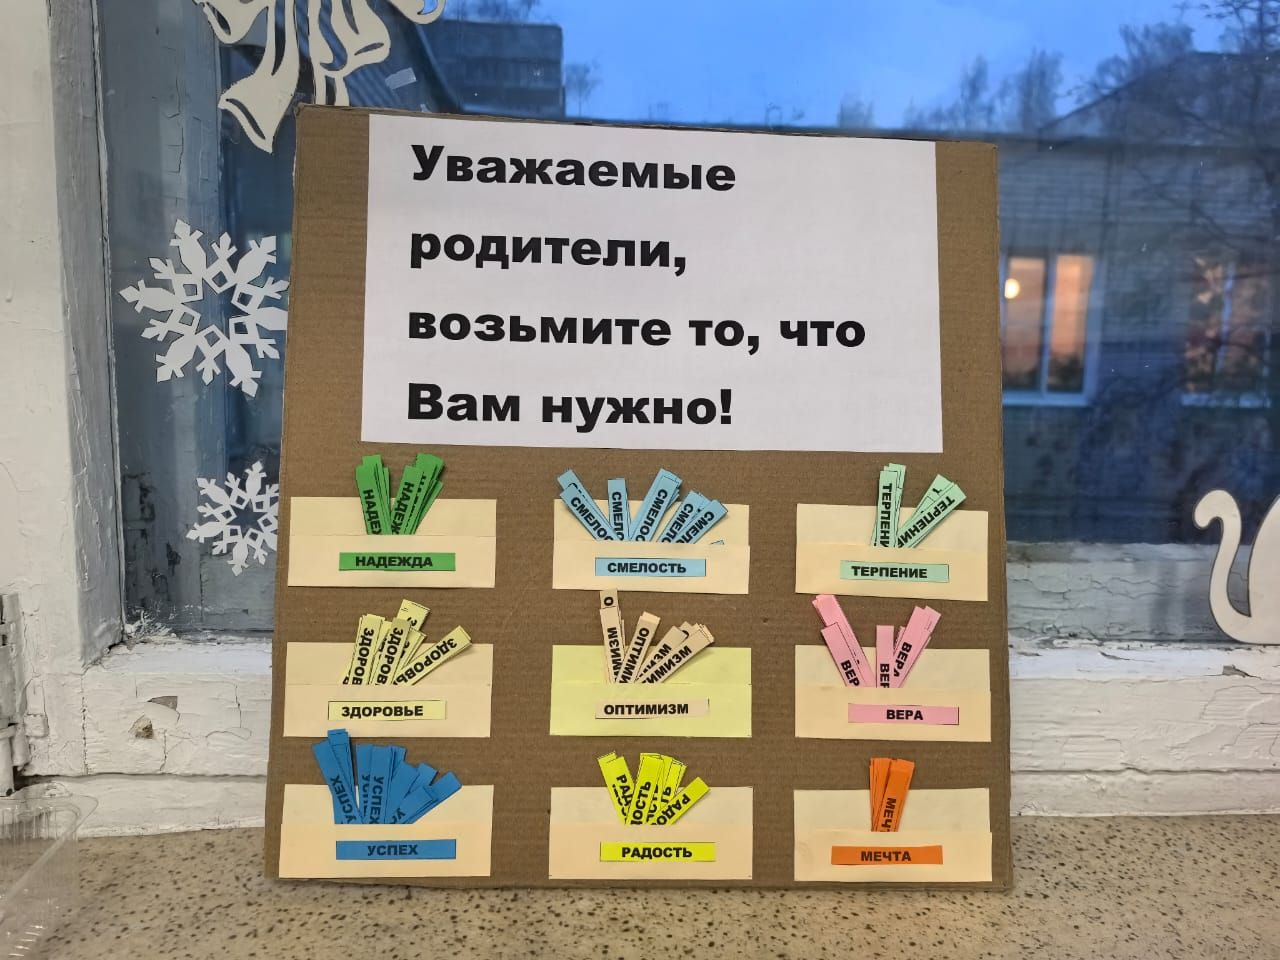 Уважаемые
родители,
возьмите то, что
Вам нужно!
НАДЕЖДА
СМЕЛОСТЬ
ТЕРПЕНИЕ
ЗДОРОВЬЕ
ОПТИМИЗМ
ВЕРА
УСПЕХ
РАДОСТЬ
МЕЧТА